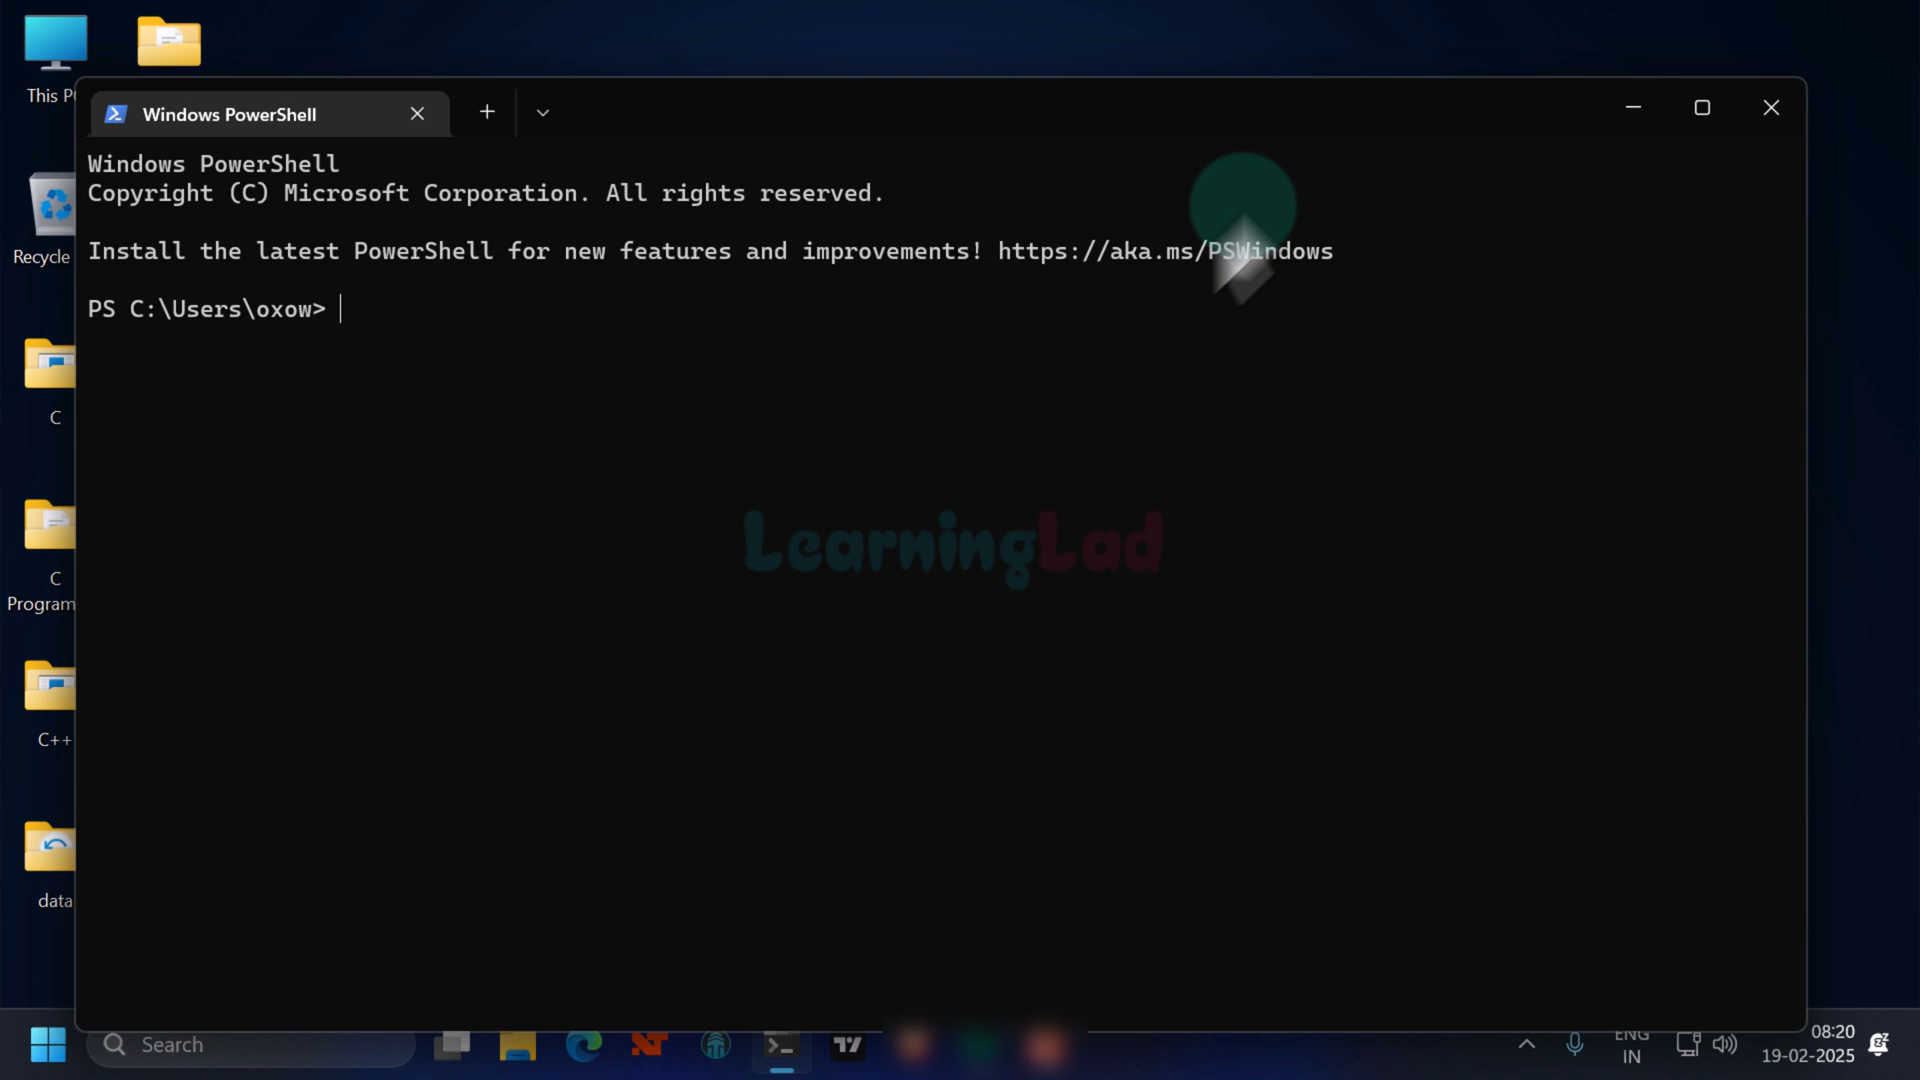 This P
Windows PowerShell
Windows PowerShell
Copyright (C) Microsoft Corporation. All rights reserved.
Install the latest PowerShell for new features and improvements! https://aka.ms/PSWindows
PS C:\Users\oxow>
Recycle
C
LearningLad
C
Program
C++
data
Search
ENG
IN
08:20
19-02-2025